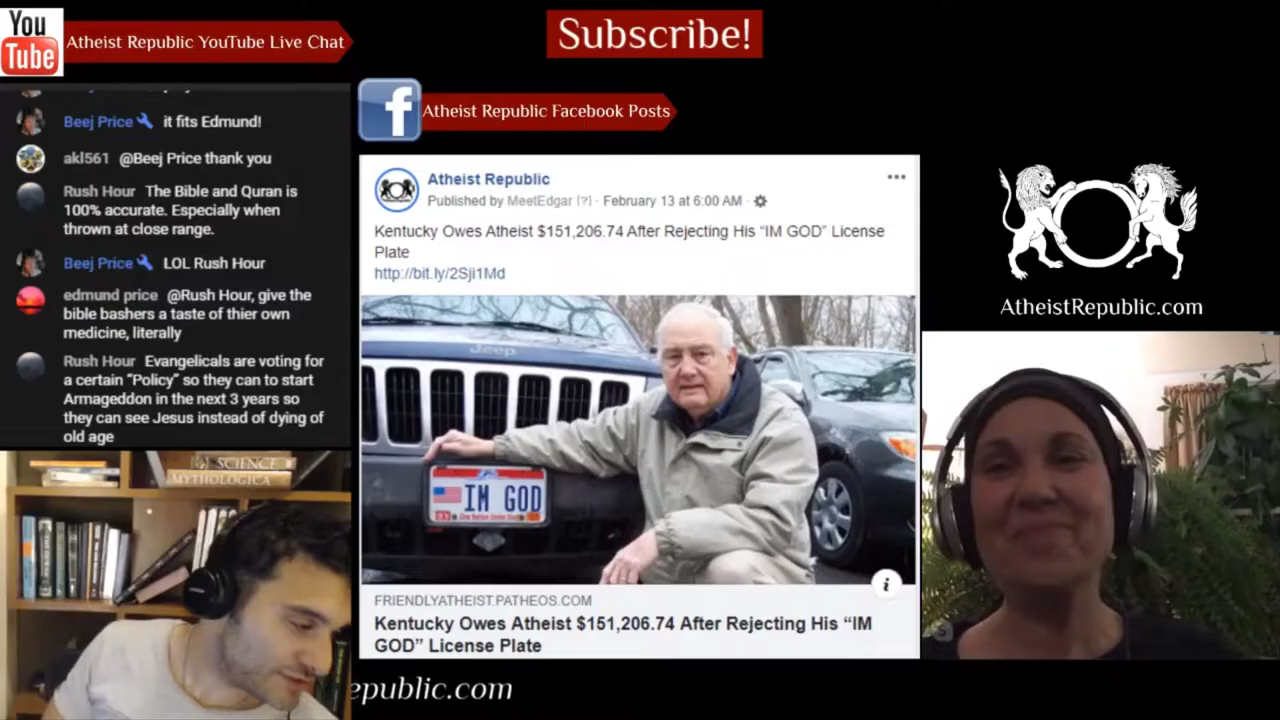 You
Tube
Atheist Republic YouTube Live Chat
Subscribe!
Beej Price it fits Edmund!
akl561 @Beej Price thank you
Rush Hour The Bible and Quran is
100% accurate. Especially when
thrown at close range.
Beej Price LOL Rush Hour
edmund price @Rush Hour, give the
bible bashers a taste of thier own
medicine, literally
Rush Hour Evangelicals are voting for
a certain "Policy" so they can to start
Armageddon in the next 3 years so
they can see Jesus instead of dying of
old age
f
Atheist Republic Facebook Posts
Atheist Republic
Published by MeetEdgar [?] · February 13 at 6:00 AM ·
Kentucky Owes Atheist $151,206.74 After Rejecting His “IM GOD” License
Plate
http://bit.ly/2Sji1Md
Jeep
IM GOD
i
FRIENDLYATHEIST.PATHEOS.COM
Kentucky Owes Atheist $151,206.74 After Rejecting His “IM
GOD” License Plate
AtheistRepublic.com
SCIENCE
MYTHOLOGICA
epublic.com